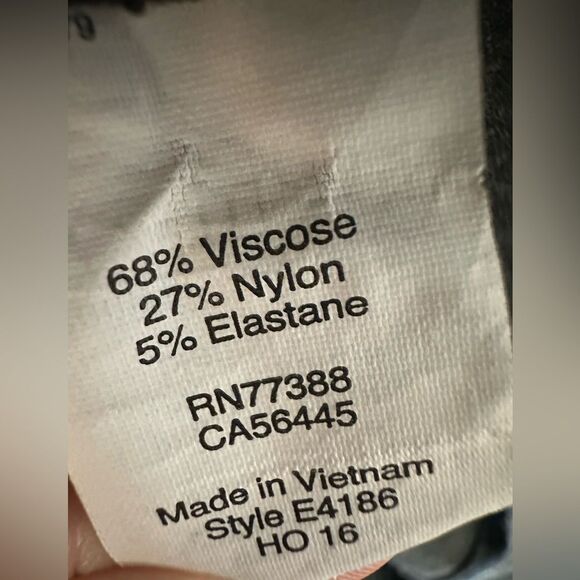 68% Viscose
27% Nylon
5% Elastane
RN77388
CA56445
Made in Vietnam
Style E4186
HO 16